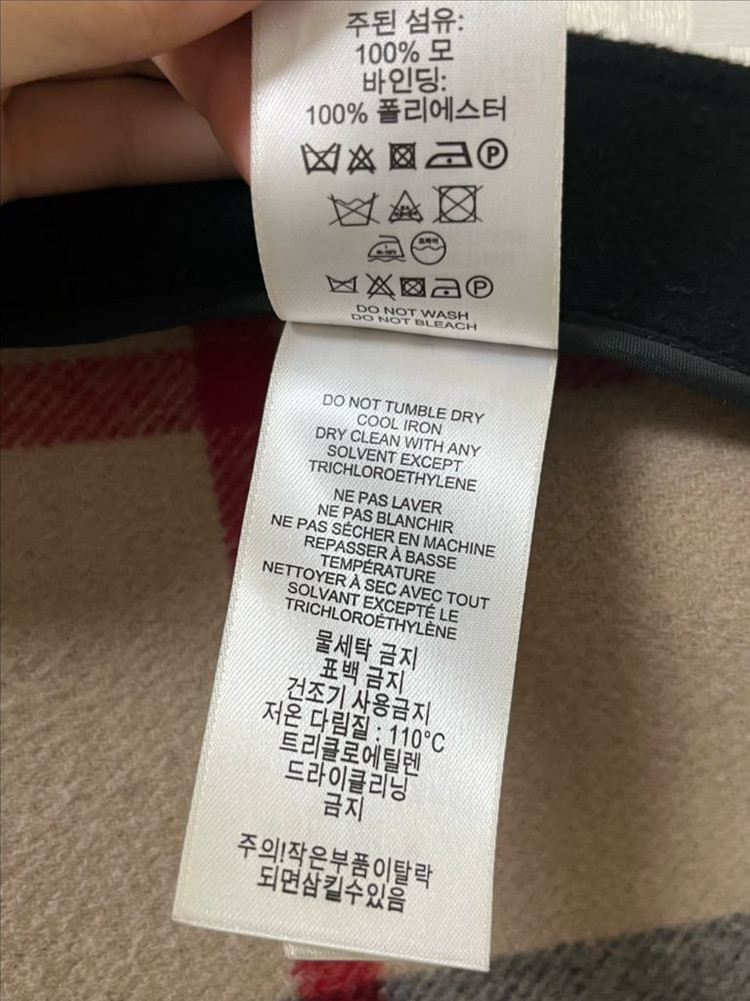 주된 섬유:
100% 모
바인딩:
100% 폴리에스터
P
드라이
P
DO NOT WASH
DO NOT BLEACH
DO NOT TUMBLE DRY
COOL IRON
DRY CLEAN WITH ANY
SOLVENT EXCEPT
TRICHLOROETHYLENE
NE PAS LAVER
NE PAS BLANCHIR
NE PAS SÉCHER EN MACHINE
REPASSER À BASSE
TEMPÉRATURE
NETTOYER À SEC AVEC TOUT
SOLVANT EXCEPTÉ LE
TRICHLOROÉTHYLÈNE
물세탁 금지
표백 금지
건조기 사용금지
저온 다림질 : 110°C
트리클로에틸렌
드라이클리닝
금지
주의!작은부품이탈락
되면삼킬수있음